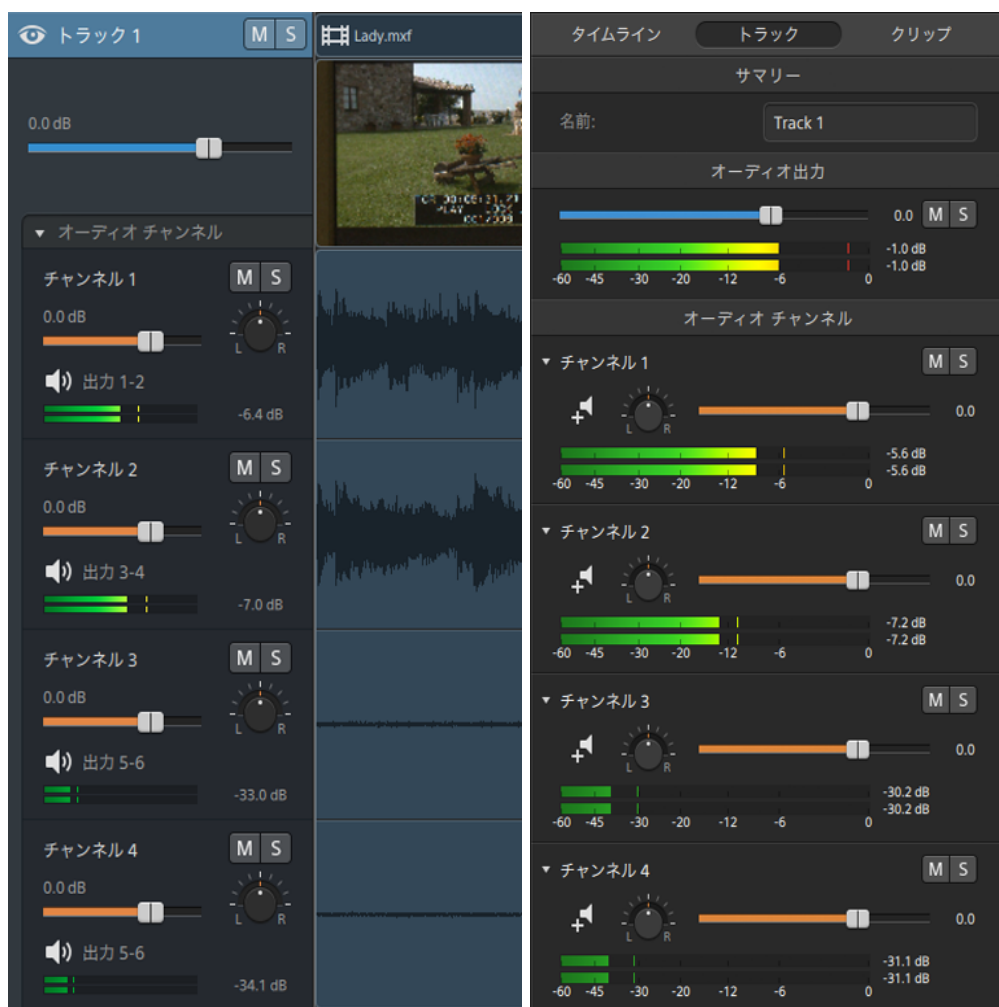 トラック 1
M S
Lady.mxf
0.0 dB
オーディオ チャンネル
チャンネル 1
M S
0.0 dB
L R
出力 1-2
-6.4 dB
チャンネル 2
M S
0.0 dB
L R
出力 3-4
-7.0 dB
チャンネル 3
M S
0.0 dB
L R
出力 5-6
-33.0 dB
チャンネル 4
M S
0.0 dB
L R
出力 5-6
-34.1 dB
タイムライン トラック クリップ
サマリー
名前: Track 1
オーディオ出力
0.0 M S
-1.0 dB
-1.0 dB
-60 -45 -30 -20 -12 -6 0
オーディオ チャンネル
チャンネル 1 M S
L R 0.0
-5.6 dB
-5.6 dB
-60 -45 -30 -20 -12 -6 0
チャンネル 2 M S
L R 0.0
-7.2 dB
-7.2 dB
-60 -45 -30 -20 -12 -6 0
チャンネル 3 M S
L R 0.0
-30.2 dB
-30.2 dB
-60 -45 -30 -20 -12 -6 0
チャンネル 4 M S
L R 0.0
-31.1 dB
-31.1 dB
-60 -45 -30 -20 -12 -6 0